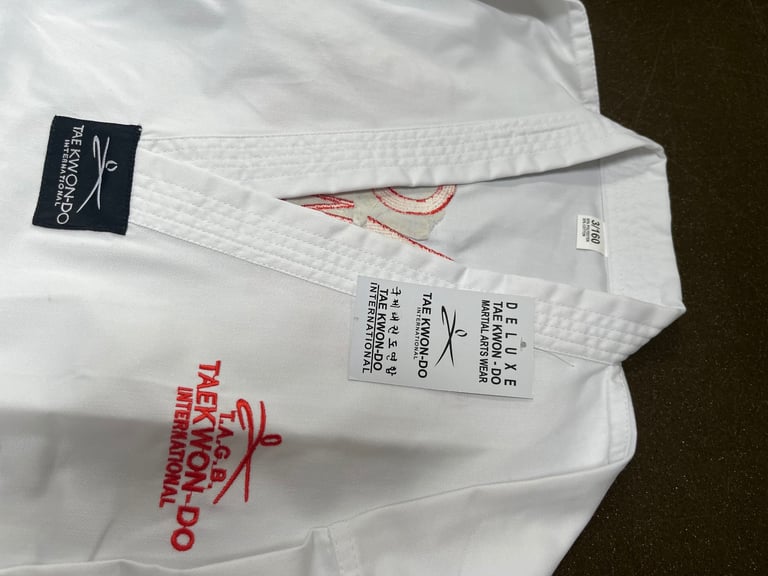 TAE KWON-DO
INTERNATIONAL
3/160
DELUXE
TAE KWON - DO
MARTIAL ARTS WEAR
TAE KWON-DO
INTERNATIONAL
국제 태권도 연합
TAE KWON-DO
INTERNATIONAL
T.A.G.B.
TAEKWON-DO
INTERNATIONAL